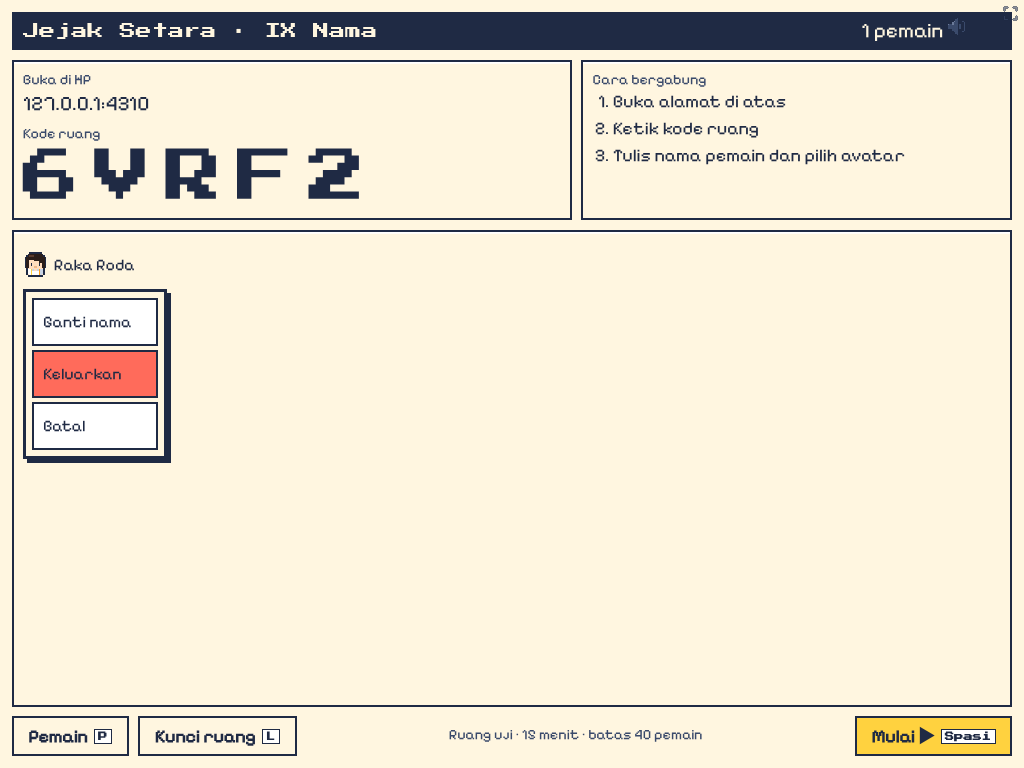 Jejak Setara · IX Nama
1 pemain
Buka di HP
127.0.0.1:4310
Kode ruang
6VRF2
Cara bergabung
1. Buka alamat di atas
2. Ketik kode ruang
3. Tulis nama pemain dan pilih avatar
Raka Roda
Ganti nama
Keluarkan
Batal
Pemain P
Kunci ruang L
Ruang uji · 15 menit · batas 40 pemain
Mulai ▶ Spasi